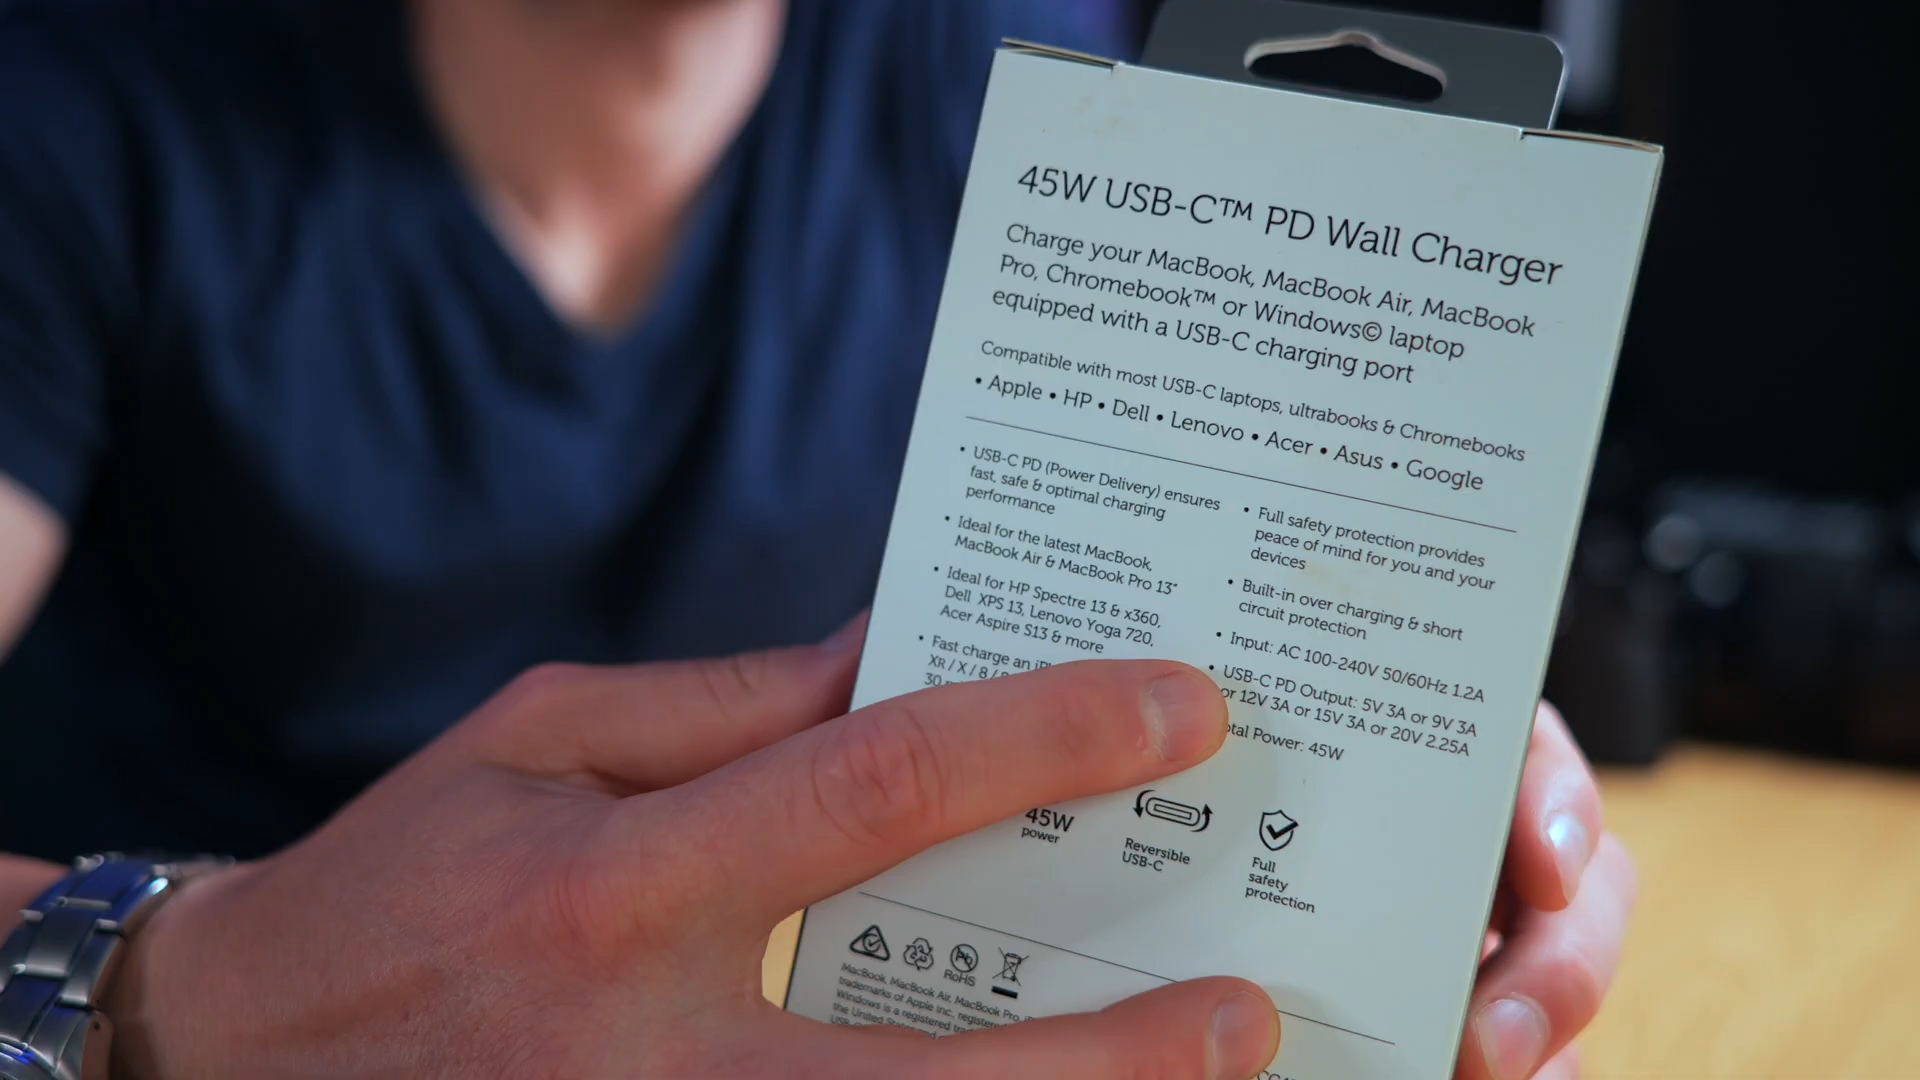 45W USB-C™ PD Wall Charger
Charge your MacBook, MacBook Air, MacBook
Pro, Chromebook™ or Windows© laptop
equipped with a USB-C charging port
Compatible with most USB-C laptops, ultrabooks & Chromebooks
• Apple • HP • Dell • Lenovo • Acer • Asus • Google
• USB-C PD (Power Delivery) ensures
fast, safe & optimal charging
performance
• Ideal for the latest MacBook,
MacBook Air & MacBook Pro 13"
• Ideal for HP Spectre 13 & x360,
Dell XPS 13, Lenovo Yoga 720,
Acer Aspire S13 & more
• Fast charge an
XR / X / 8 /
30
• Full safety protection provides
peace of mind for you and your
devices
• Built-in over charging & short
circuit protection
• Input: AC 100-240V 50/60Hz 1.2A
• USB-C PD Output: 5V 3A or 9V 3A
or 12V 3A or 15V 3A or 20V 2.25A
Power: 45W
45W
power
Reversible
USB-C
Full
safety
protection
Pb
RoHS
MacBook, MacBook Air, MacBook Pro,
trademarks of Apple Inc., registered
Windows is a registered
the United States and